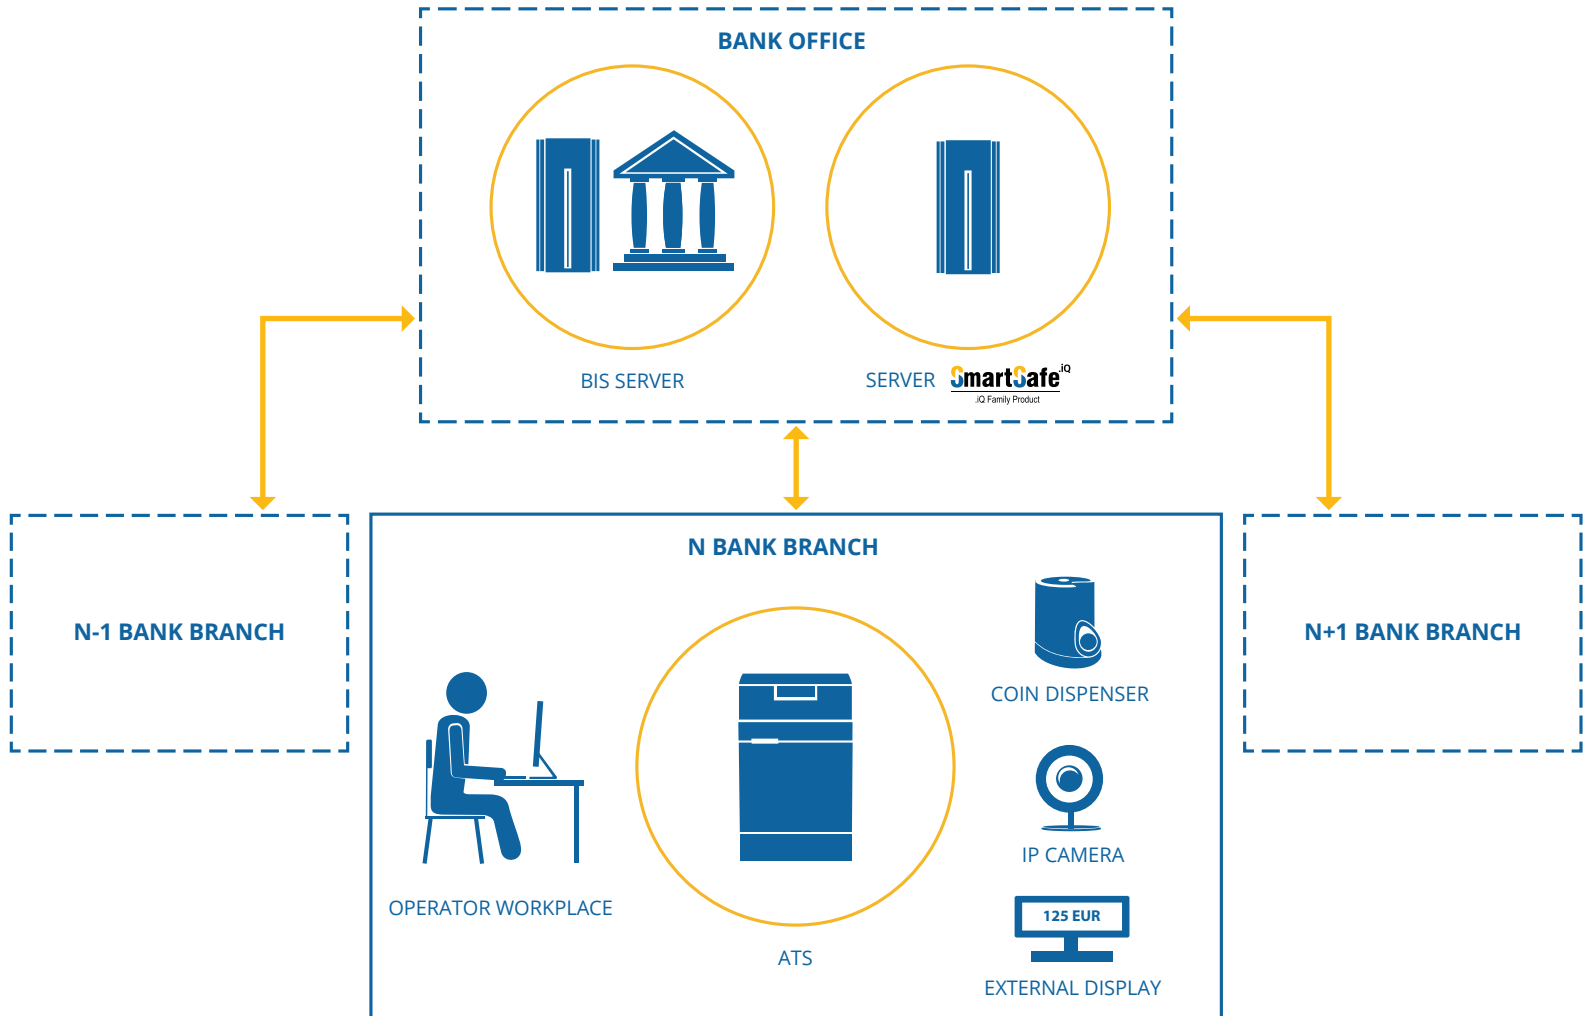 BANK OFFICE
BIS SERVER
SERVER SmartSafe.iQ
.iQ Family Product
N-1 BANK BRANCH
N BANK BRANCH
N+1 BANK BRANCH
COIN DISPENSER
IP CAMERA
OPERATOR WORKPLACE
125 EUR
ATS
EXTERNAL DISPLAY